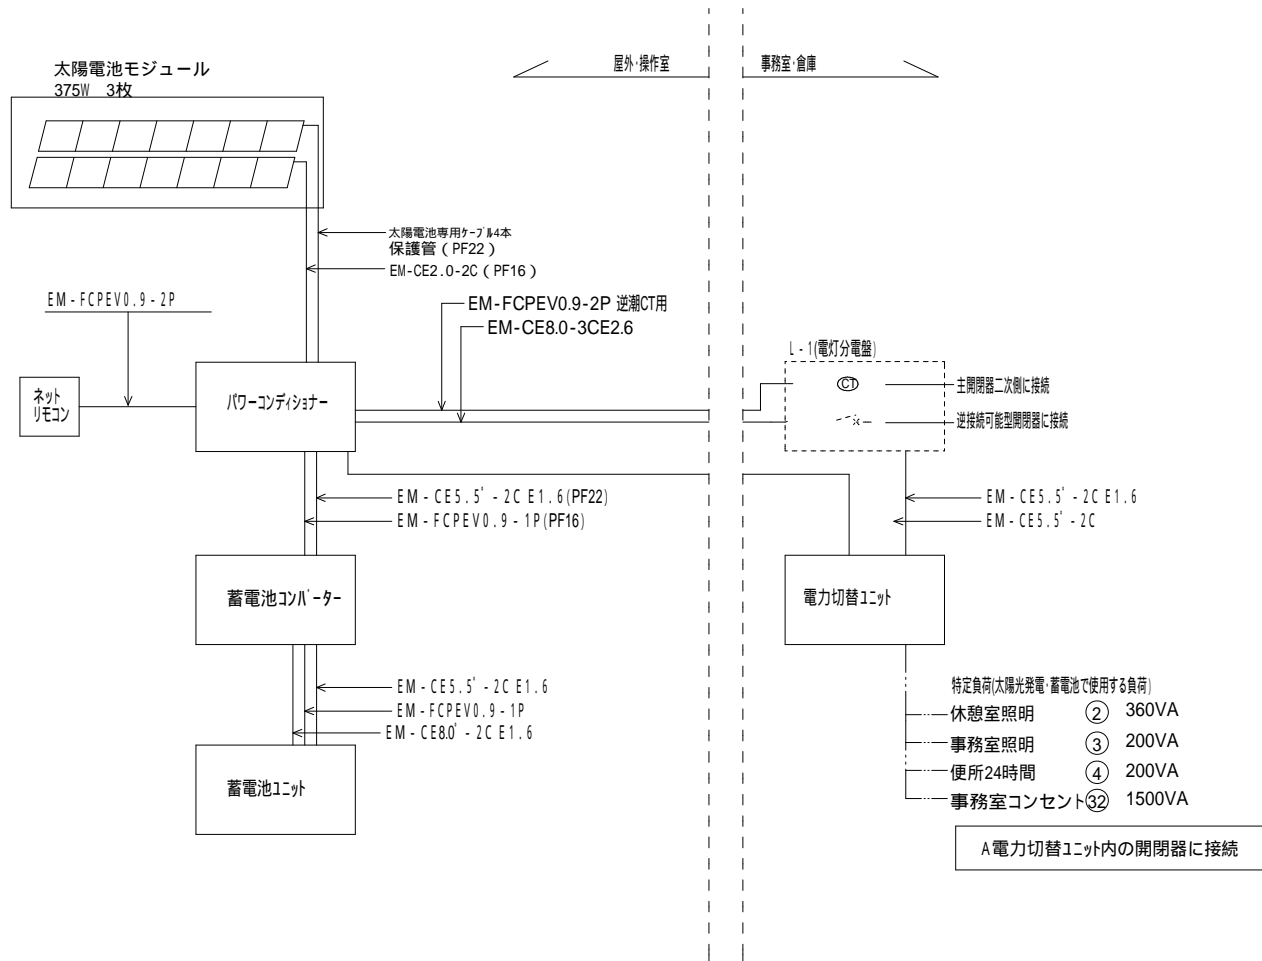 屋外・操作室
事務室・倉庫
太陽電池モジュール
375W 3枚
太陽電池専用ケーブル4本
保護管（PF22）
EM-CE2.0-2C（PF16）
EM-FCPEV0.9-2P
EM-FCPEV0.9-2P 逆潮CT用
EM-CE8.0-3CE2.6
L-1(電灯分電盤)
CT
主開閉器二次側に接続
逆接続可能型開閉器に接続
ネット
リモコン
パワーコンディショナー
EM-CE5.5゜-2C E1.6(PF22)
EM-FCPEV0.9-1P(PF16)
EM-CE5.5゜-2C E1.6
EM-CE5.5゜-2C
蓄電池コンバーター
電力切替ユニット
EM-CE5.5゜-2C E1.6
EM-FCPEV0.9-1P
EM-CE8.0゜-2C E1.6
蓄電池ユニット
特定負荷(太陽光発電・蓄電池で使用する負荷)
休憩室照明 ② 360VA
事務室照明 ③ 200VA
便所24時間 ④ 200VA
事務室コンセント ㉜ 1500VA
A電力切替ユニット内の開閉器に接続